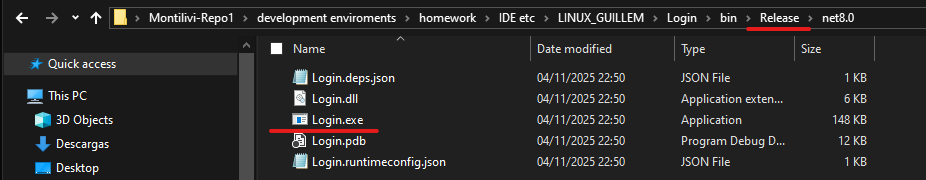 Montilivi-Repo1 > development enviroments > homework > IDE etc > LINUX_GUILLEM > Login > bin > Release > net8.0
Name Date modified Type Size
Quick access
This PC
3D Objects
Descargas
Desktop
Login.deps.json 04/11/2025 22:50 JSON File 1 KB
Login.dll 04/11/2025 22:50 Application exten... 6 KB
Login.exe 04/11/2025 22:50 Application 148 KB
Login.pdb 04/11/2025 22:50 Program Debug D... 12 KB
Login.runtimeconfig.json 04/11/2025 22:50 JSON File 1 KB